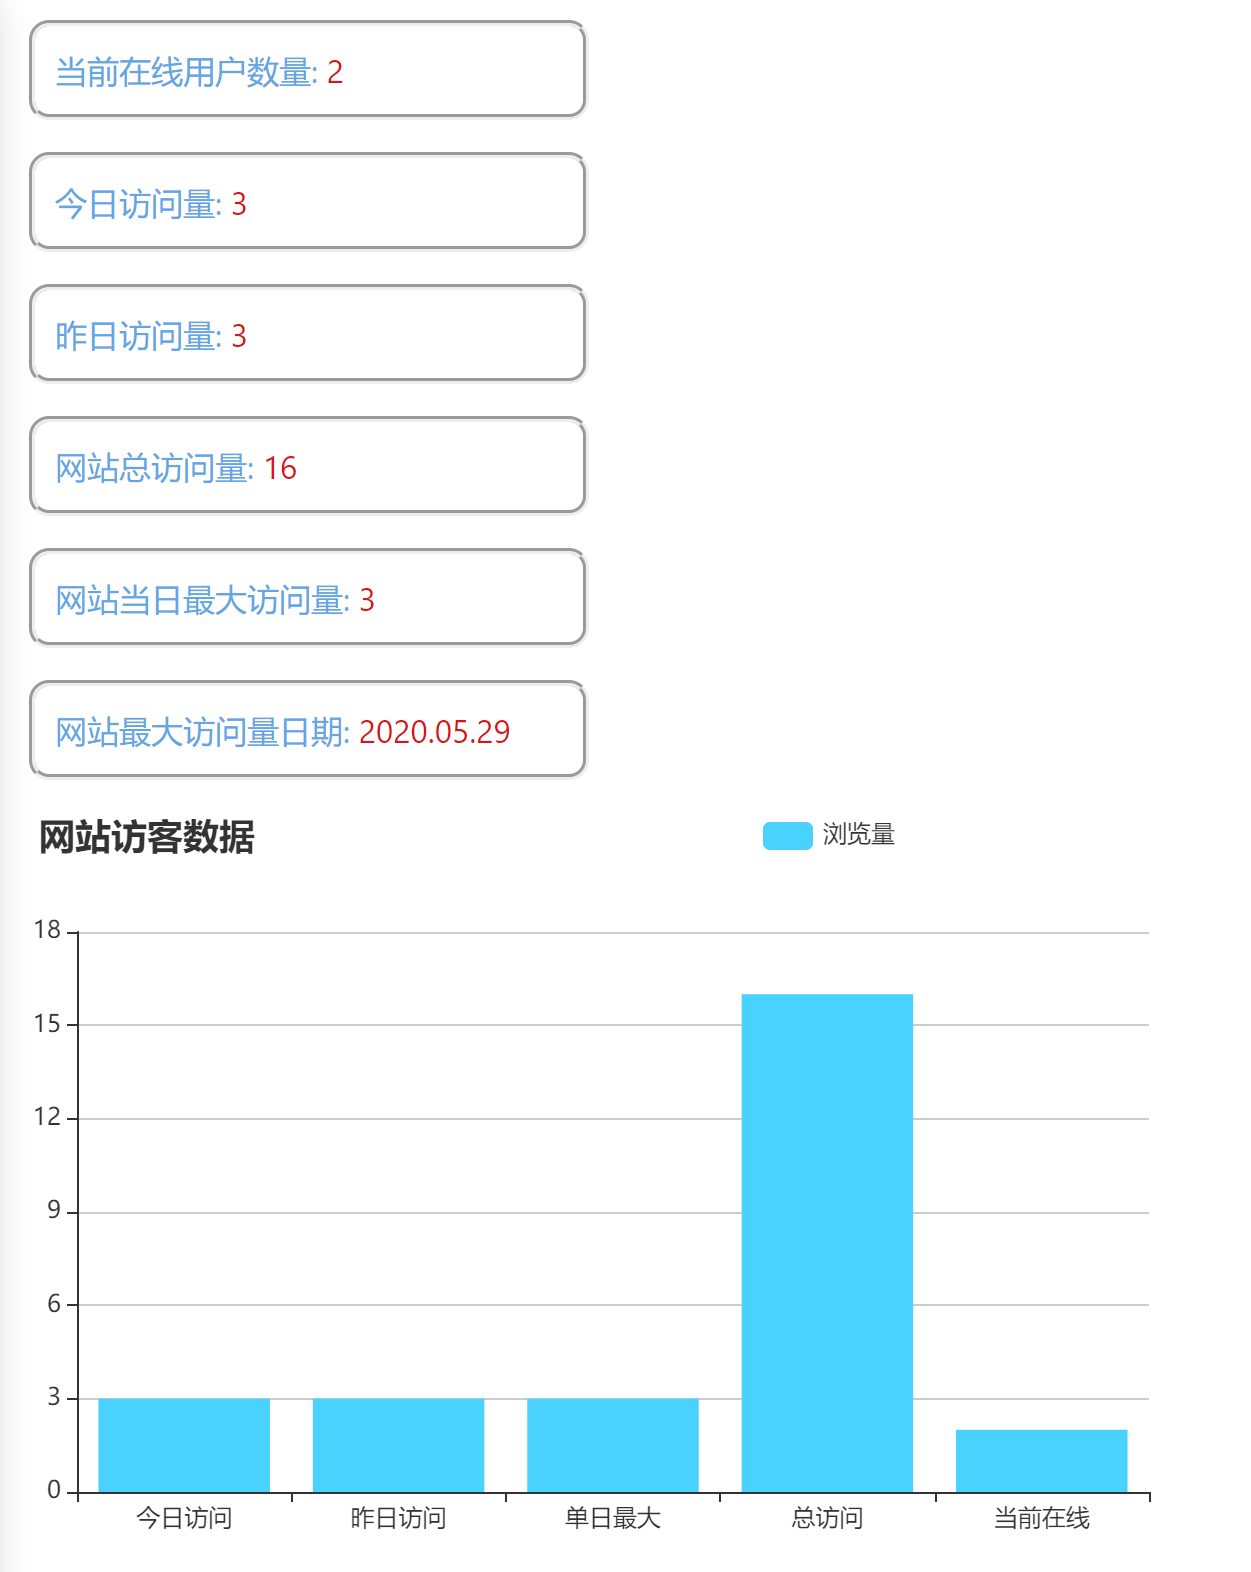 当前在线用户数量: 2
今日访问量: 3
昨日访问量: 3
网站总访问量: 16
网站当日最大访问量: 3
网站最大访问量日期: 2020.05.29
网站访客数据
浏览量
18
15
12
9
6
3
0
今日访问 昨日访问 单日最大 总访问 当前在线